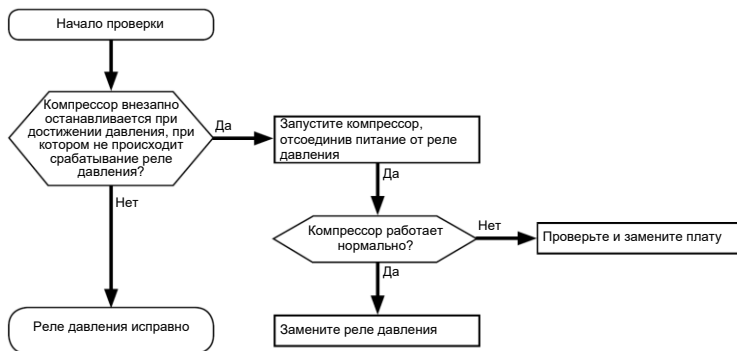 Начало проверки
Компрессор внезапно
останавливается при
достижении давления, при
котором не происходит
срабатывание реле
давления?
Да
Запустите компрессор,
отсоединив питание от реле
давления
Да
Нет
Компрессор работает
нормально?
Нет
Проверьте и замените плату
Да
Реле давления исправно
Замените реле давления